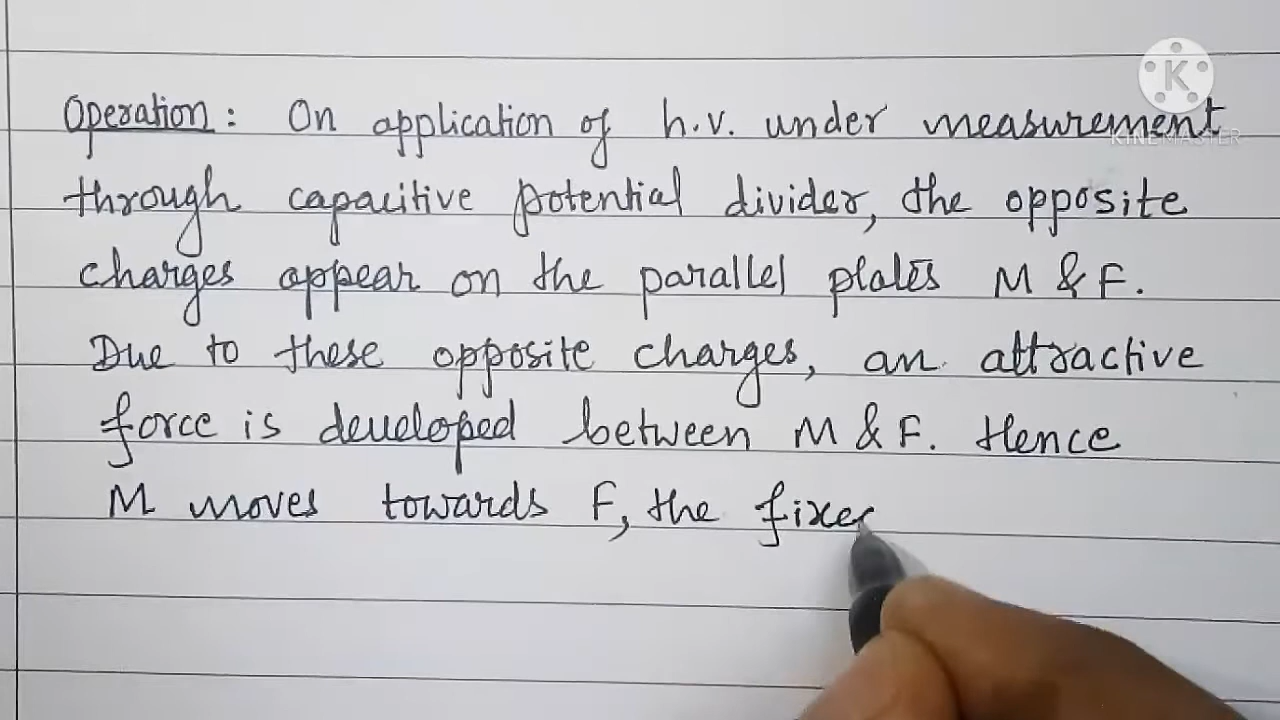 Operation: On application of h.v. under measurement
through capacitive potential divider, the opposite
charges appear on the parallel plates M & F.
Due to these opposite charges, an attractive
force is developed between M & F. Hence
M moves towards F, the fixe
K
KINEMASTER